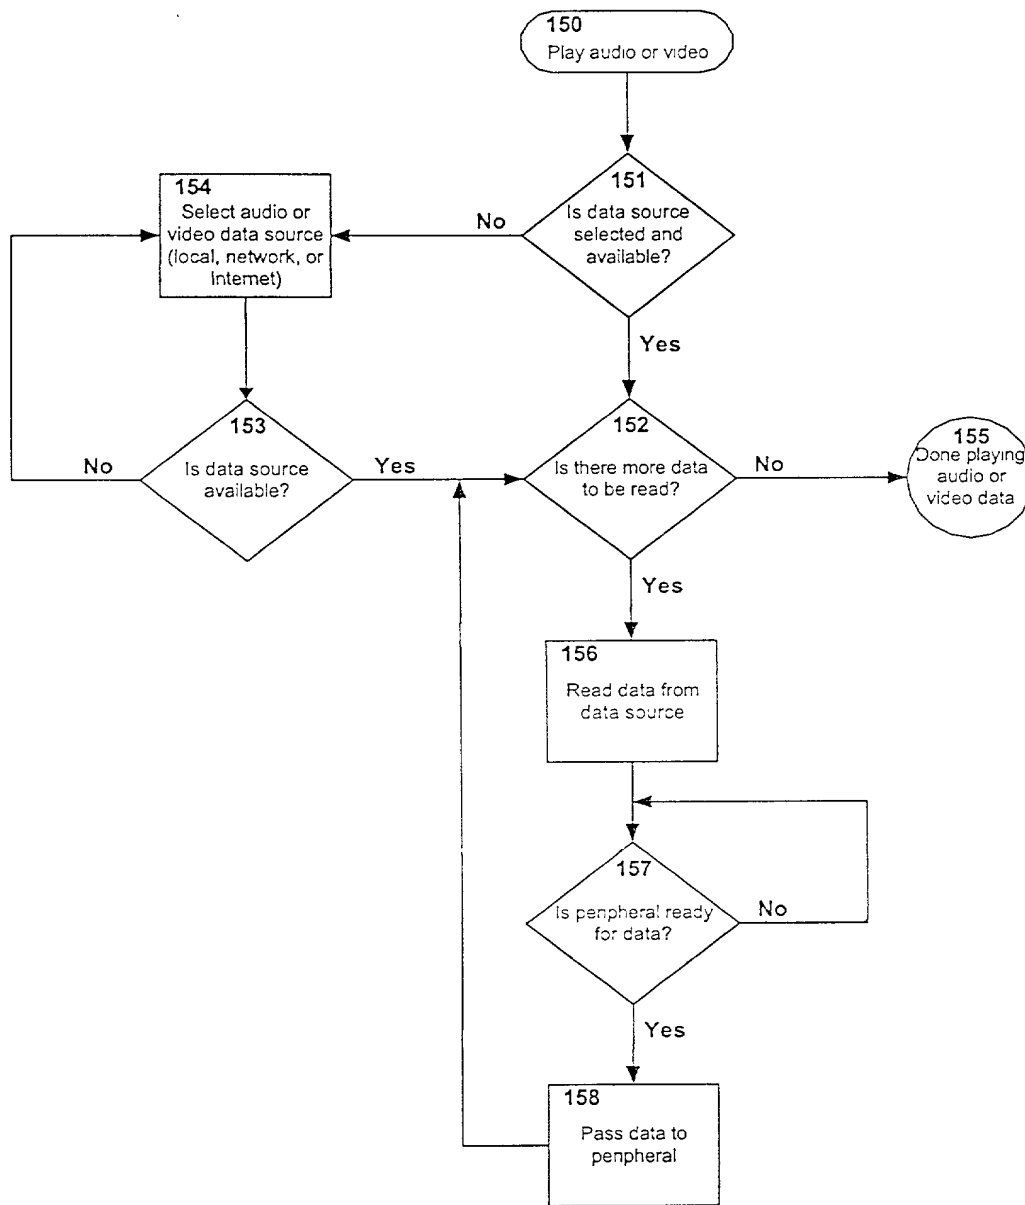 150
Play audio or video
151
Is data source
selected and
available?
No
154
Select audio or
video data source
(local, network, or
Internet)
Yes
153
Is data source
available?
No
Yes
152
Is there more data
to be read?
No
155
Done playing
audio or
video data
Yes
156
Read data from
data source
157
Is peripheral ready
for data?
No
Yes
158
Pass data to
peripheral